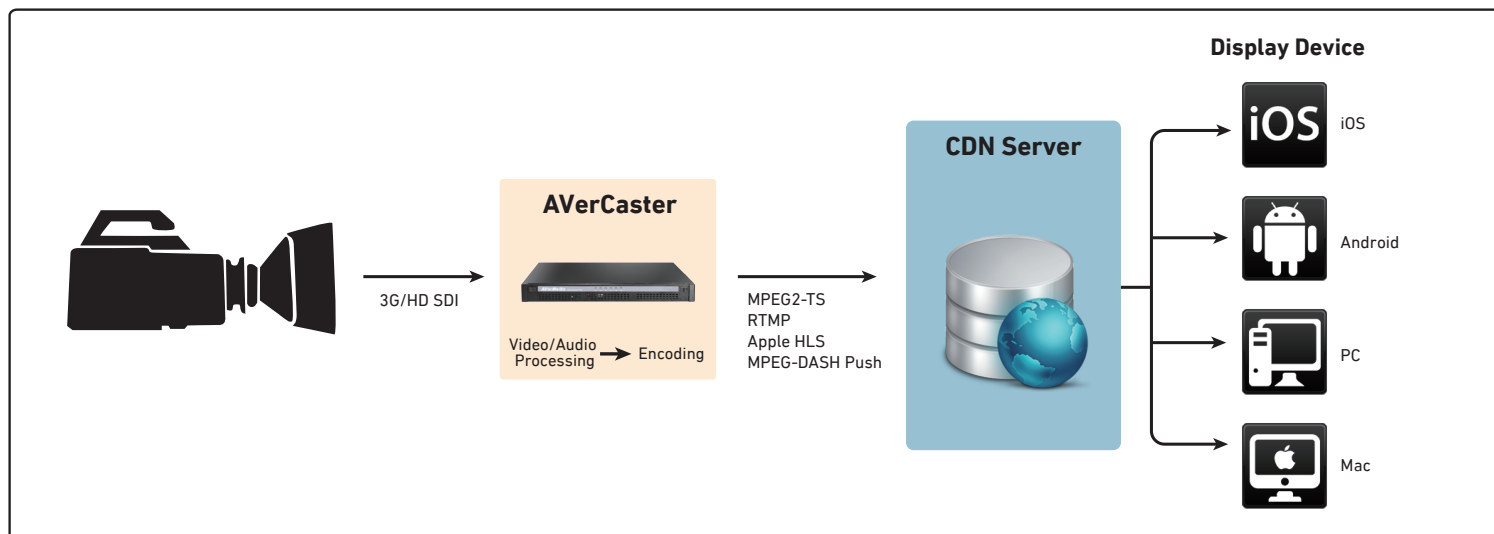 Display Device
iOS
iOS
CDN Server
AVerCaster
Android
3G/HD SDI
MPEG2-TS
RTMP
Apple HLS
MPEG-DASH Push
Video/Audio
Processing
Encoding
PC
Mac